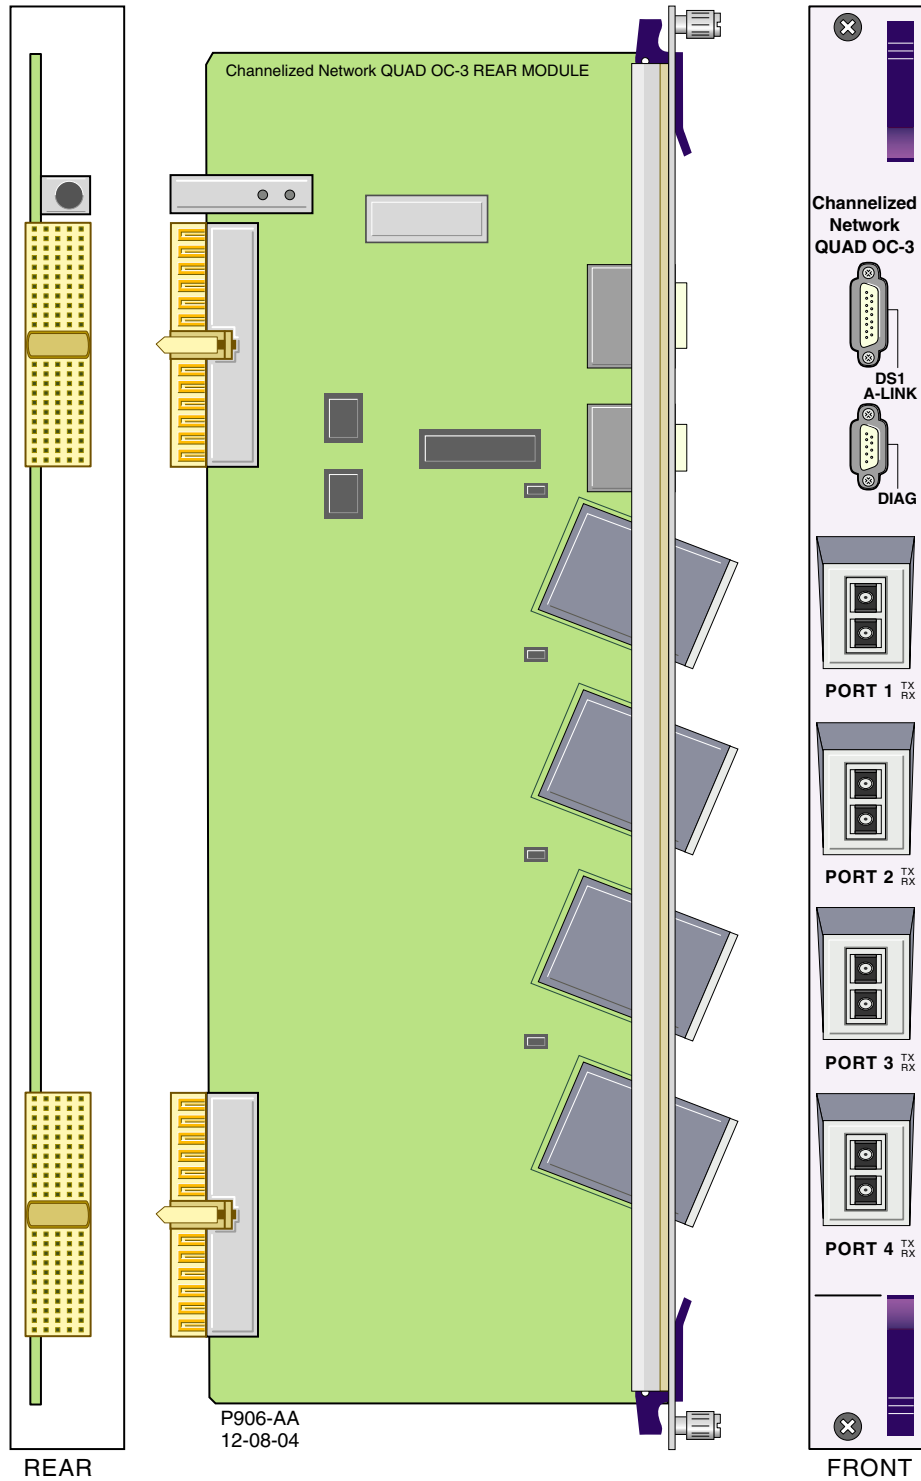 Channelized Network QUAD OC-3 REAR MODULE
Channelized
Network
QUAD OC-3
DS1
A-LINK
DIAG
PORT 1 TX
RX
PORT 2 TX
RX
PORT 3 TX
RX
PORT 4 TX
RX
P906-AA
12-08-04
REAR
FRONT